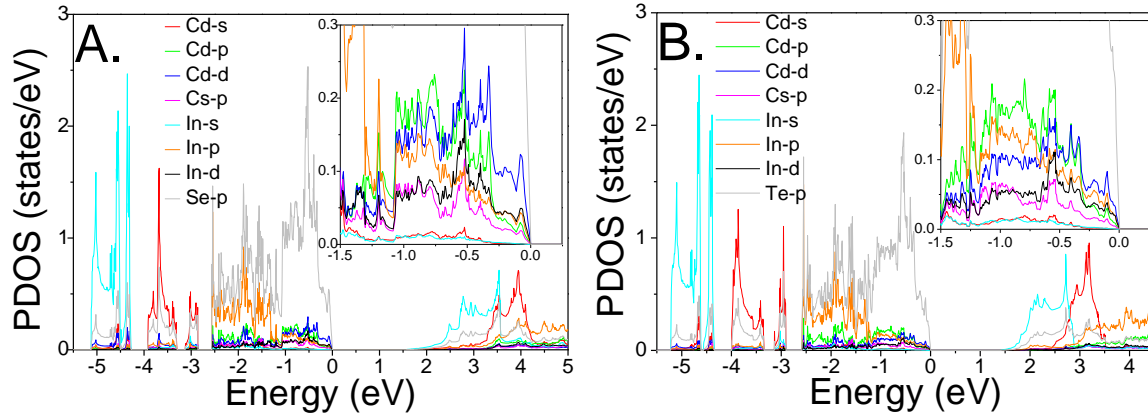 A.
PDOS (states/eV)
3
2
1
0
Cd-s
Cd-p
Cd-d
Cs-p
In-s
In-p
In-d
Se-p
0.3
0.2
0.1
0.0
-1.5 -1.0 -0.5 0.0
-5 -4 -3 -2 -1 0 1 2 3 4 5
Energy (eV)
B.
PDOS (states/eV)
3
2
1
0
Cd-s
Cd-p
Cd-d
Cs-p
In-s
In-p
In-d
Te-p
0.3
0.2
0.1
0.0
-1.5 -1.0 -0.5 0.0
-5 -4 -3 -2 -1 0 1 2 3 4
Energy (eV)